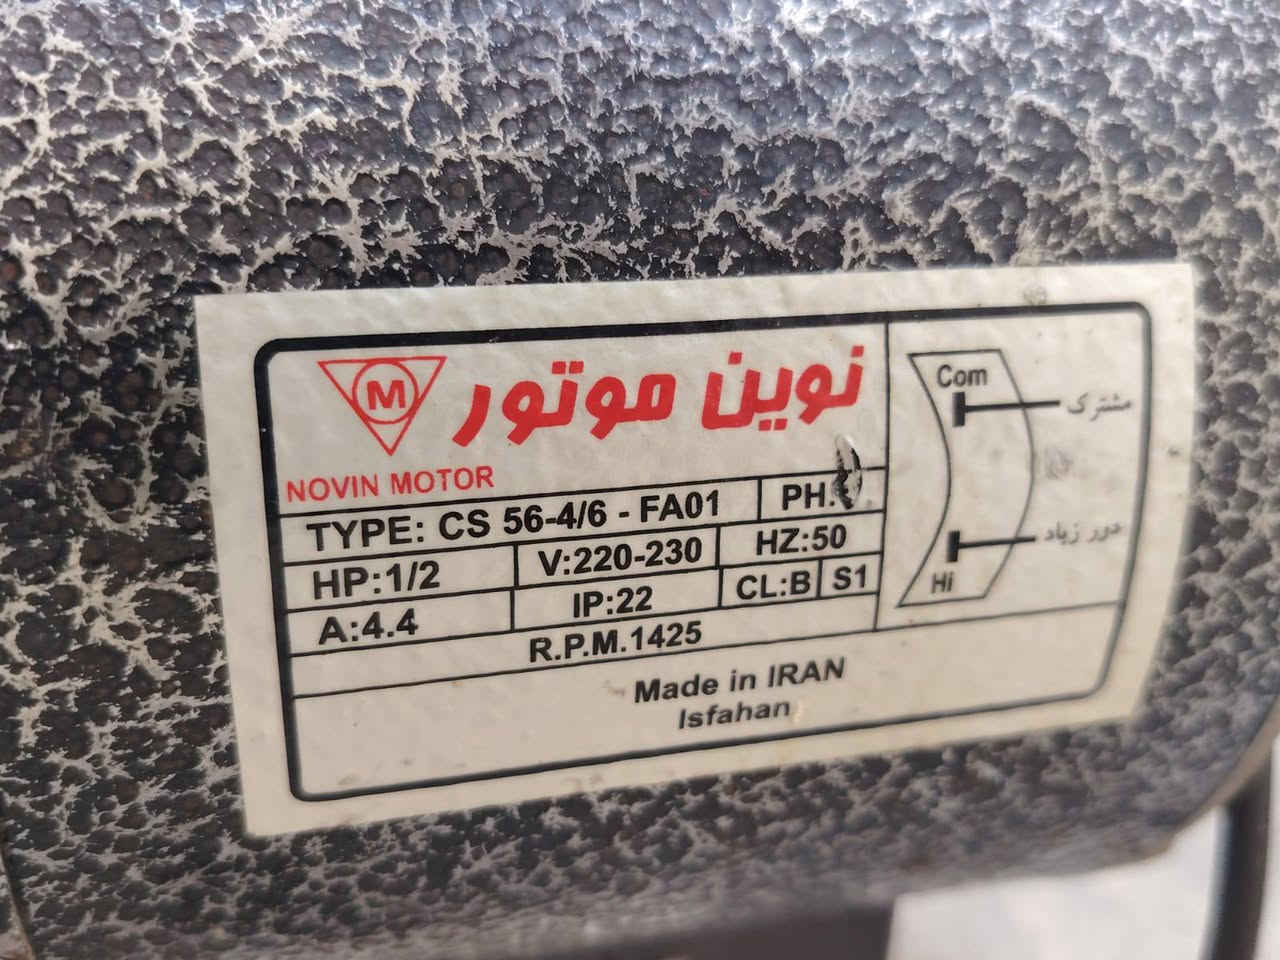 M
نوین موتور
NOVIN MOTOR
TYPE: CS 56-4/6 - FA01 PH.
HP:1/2 V:220-230 HZ:50
A:4.4 IP:22 CL:B S1
R.P.M.1425
Made in IRAN
Isfahan
Com مشترک
Hi دور زیاد